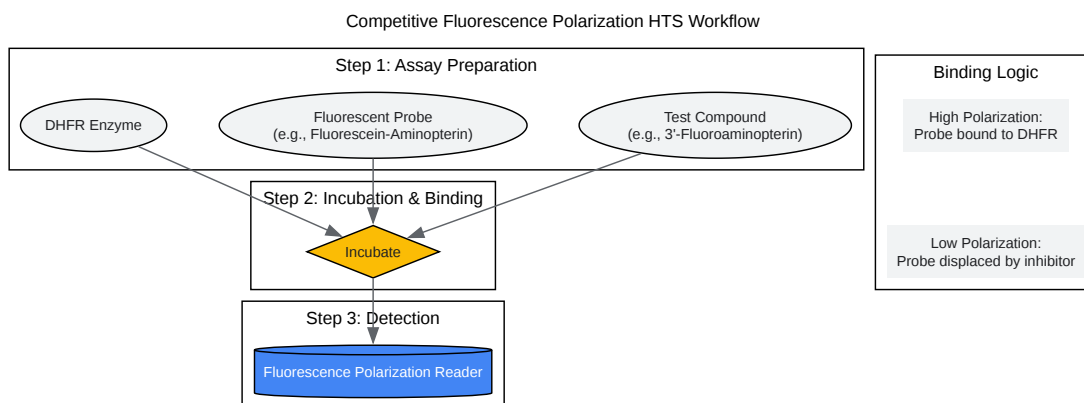 Competitive Fluorescence Polarization HTS Workflow
Step 1: Assay Preparation
DHFR Enzyme
Fluorescent Probe
(e.g., Fluorescein-Aminopterin)
Test Compound
(e.g., 3'-Fluoroaminopterin)
Step 2: Incubation & Binding
Incubate
Step 3: Detection
Fluorescence Polarization Reader
Binding Logic
High Polarization:
Probe bound to DHFR
Low Polarization:
Probe displaced by inhibitor